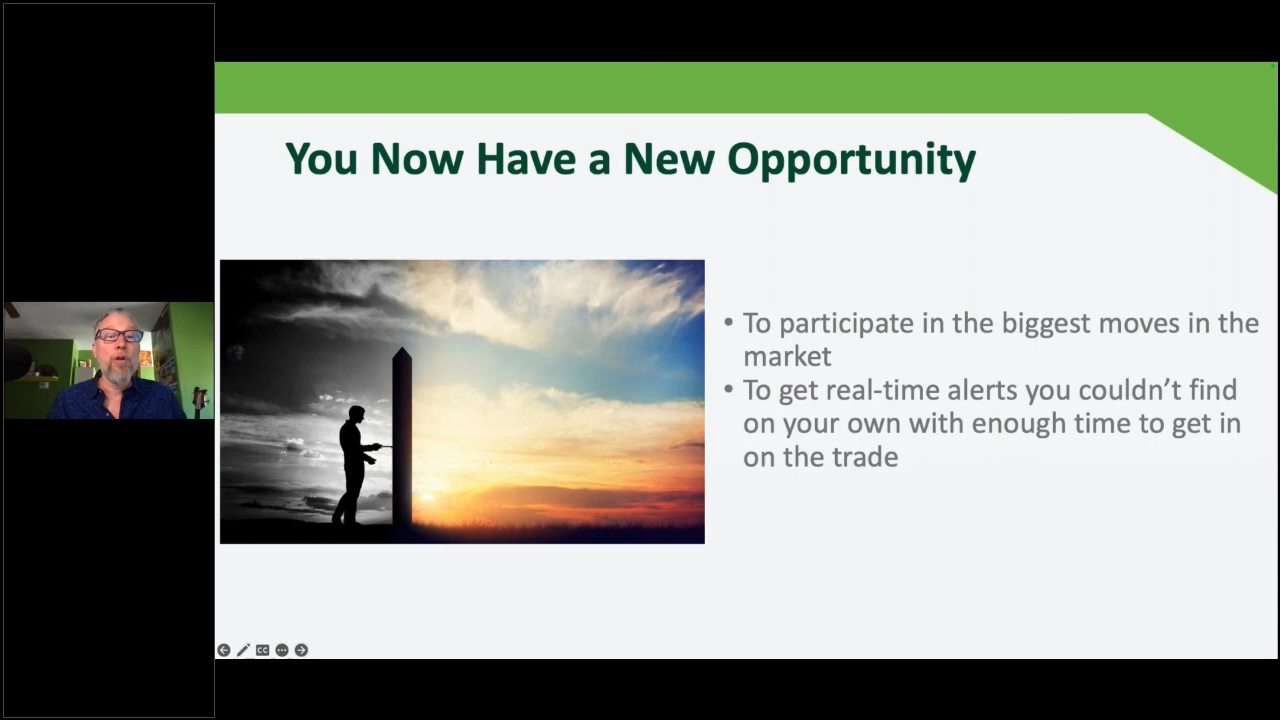 You Now Have a New Opportunity
• To participate in the biggest moves in the
market
• To get real-time alerts you couldn’t find
on your own with enough time to get in
on the trade
CC